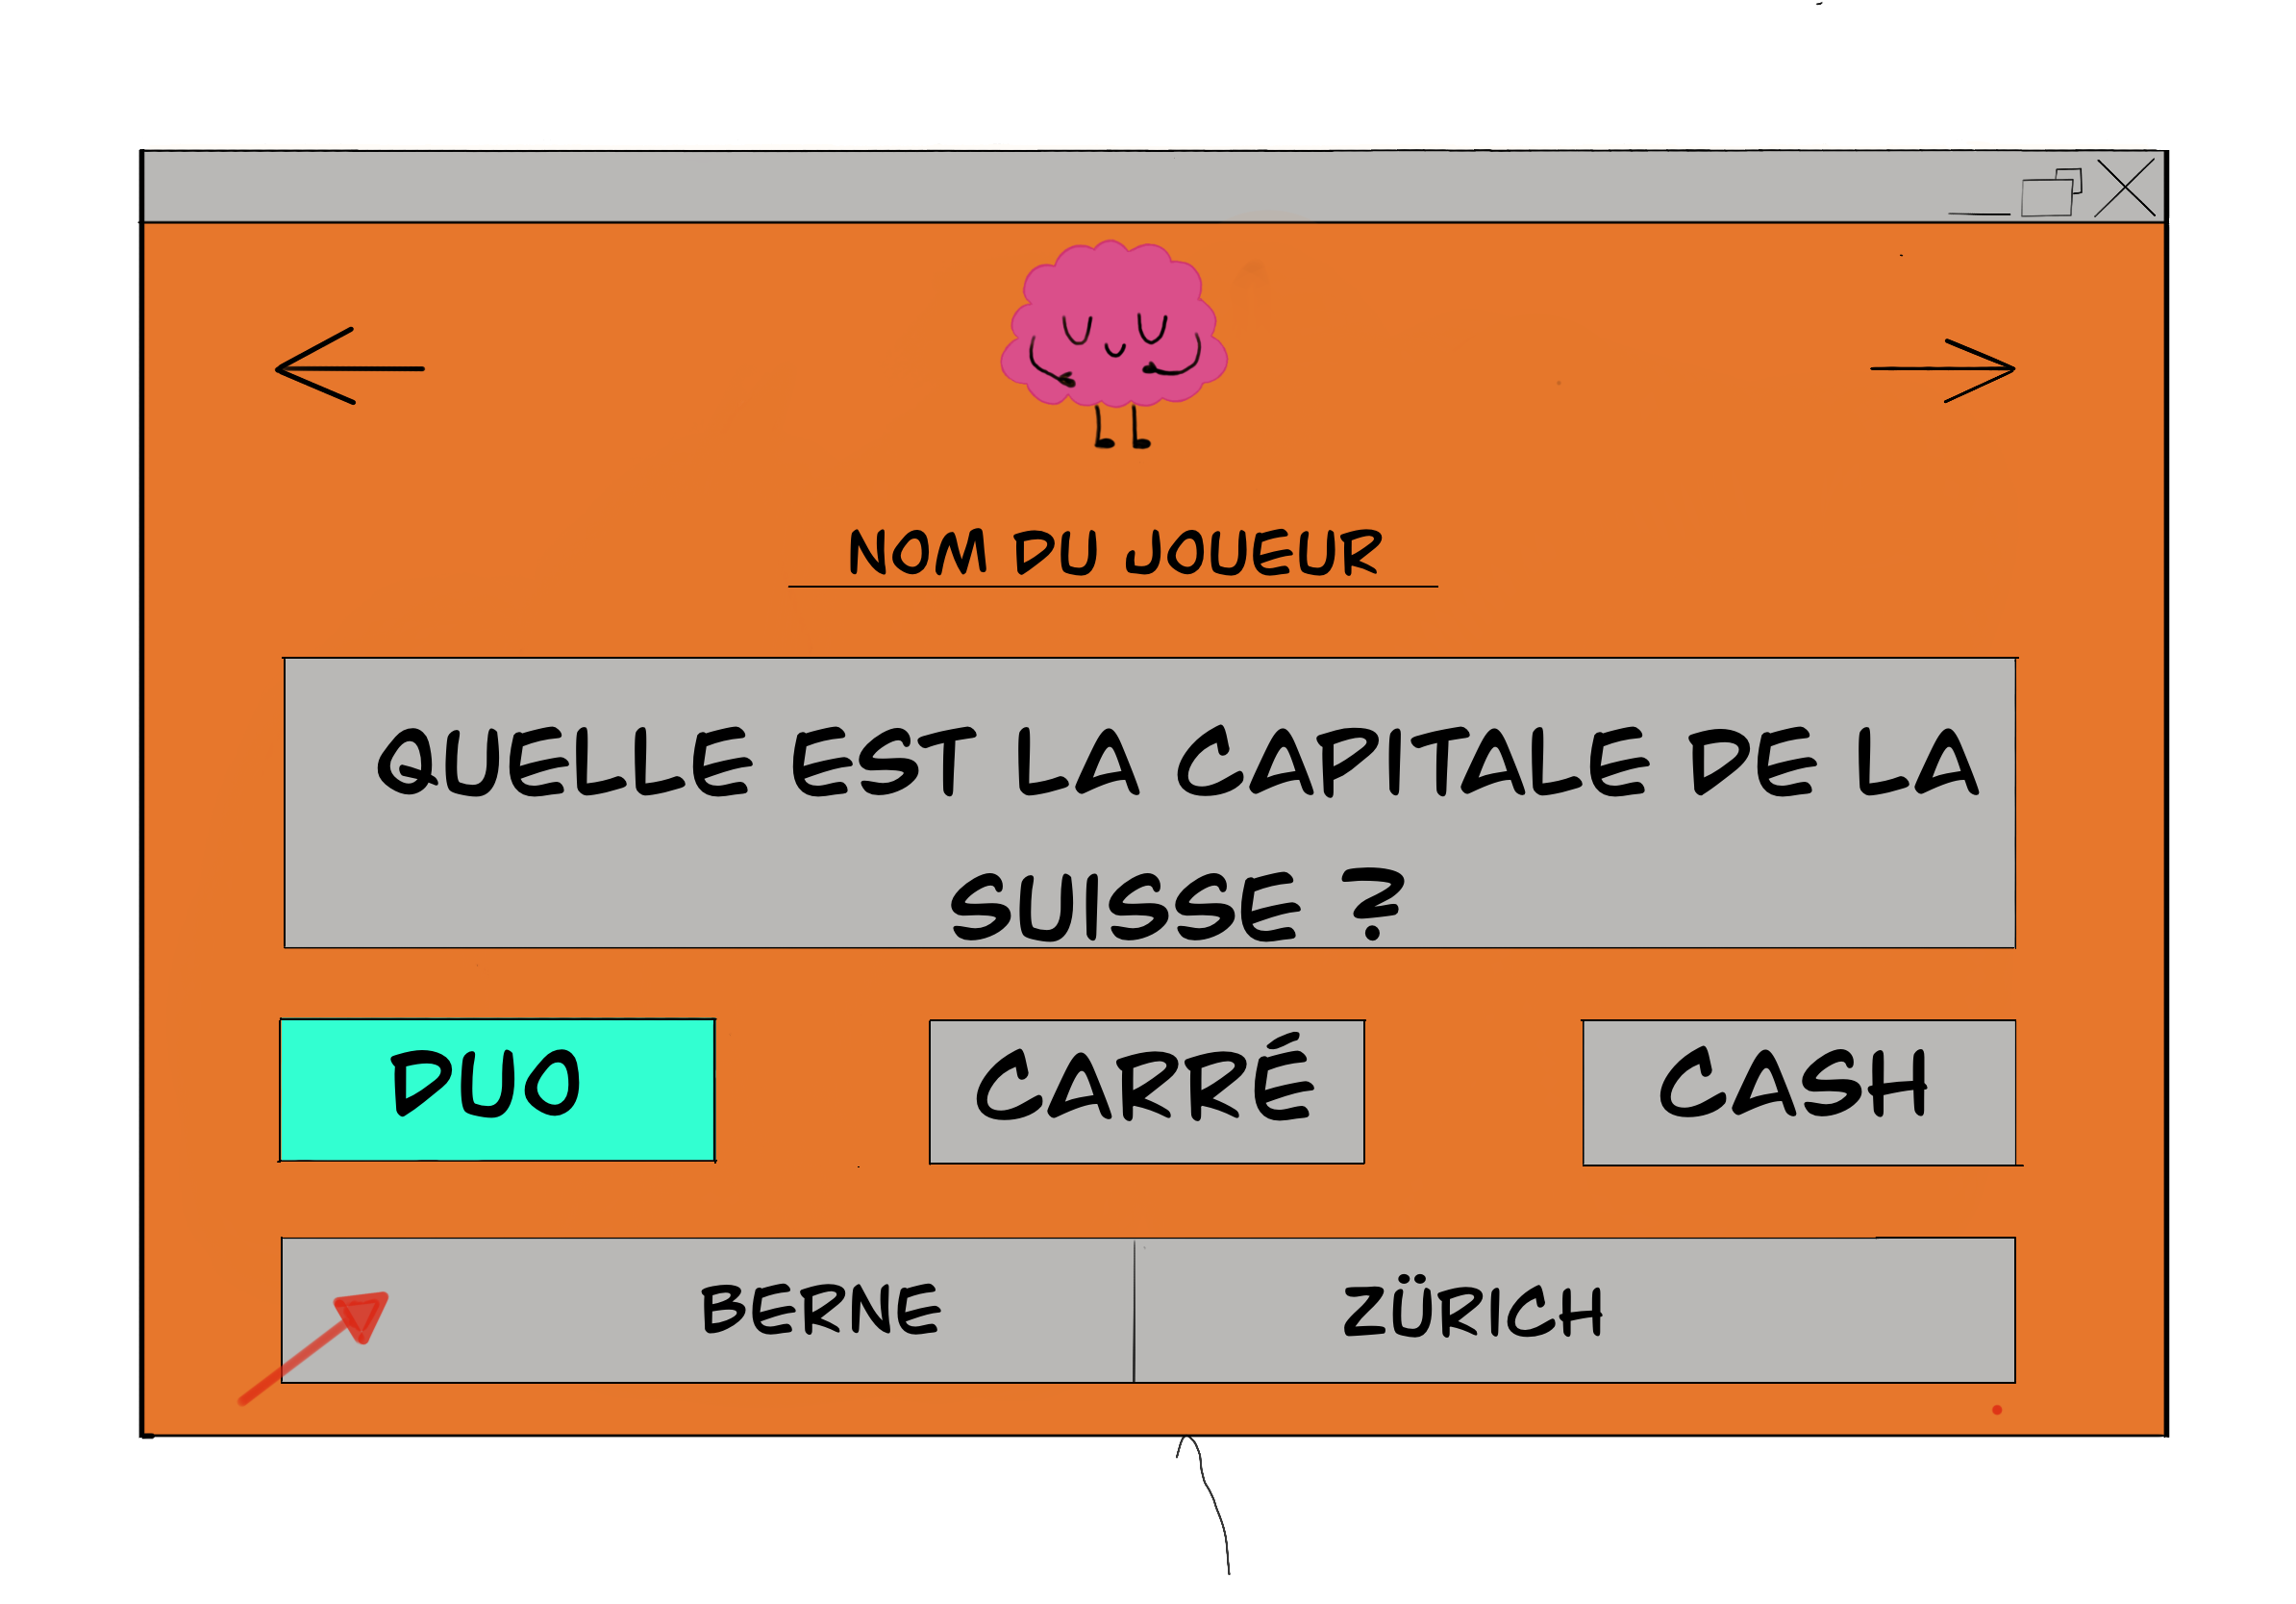 NOM DU JOUEUR
QUELLE EST LA CAPITALE DE LA
SUISSE ?
DUO
CARRÉ
CASH
BERNE
ZÜRICH